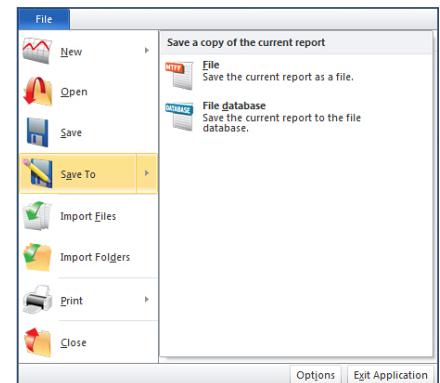 File
New
Open
Save
Save To
Import Files
Import Folders
Print
Close
Save a copy of the current report
MTFF
File
Save the current report as a file.
DATABASE
File database
Save the current report to the file
database.
Options
Exit Application